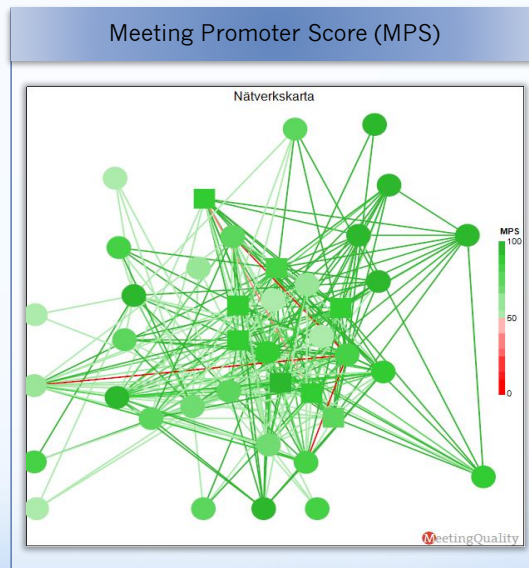 Meeting Promoter Score (MPS)
Nätverkskarta
MPS
100
50
0
MeetingQuality